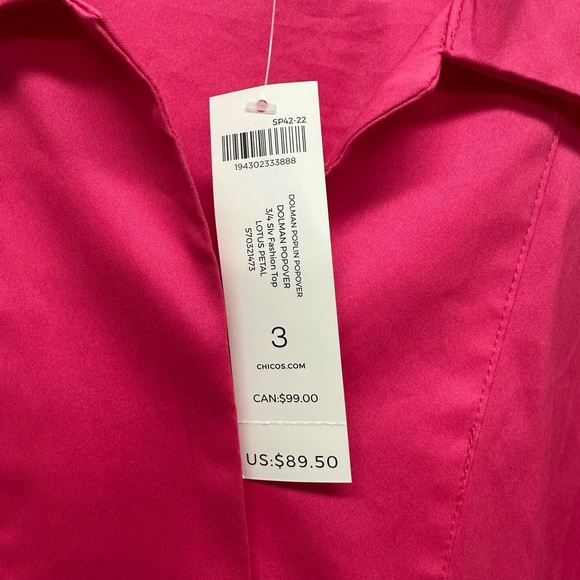 SP42-22
194302333888
DOLMAN POPLIN POPOVER
DOLMAN POPOVER
3/4 Slv Fashion Top
LOTUS PETAL
570321473
3
CHICOS.COM
CAN:$99.00
US:$89.50